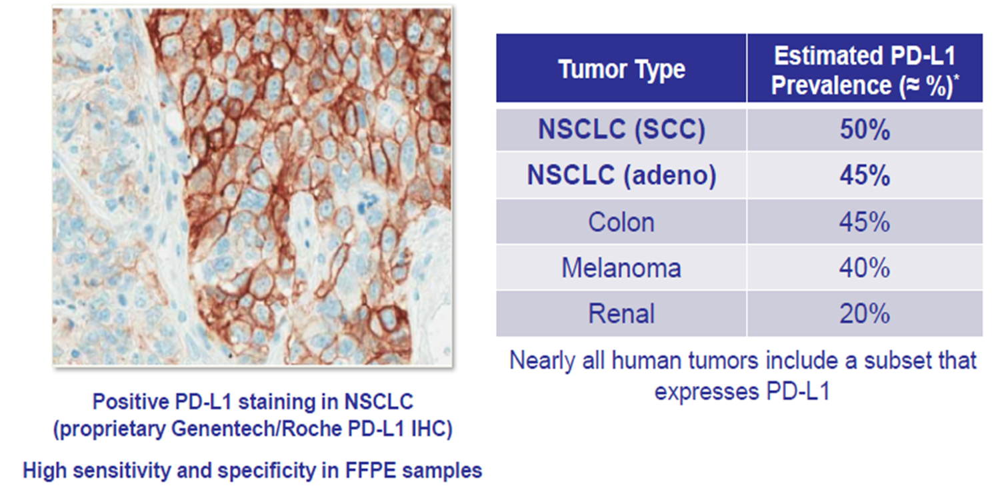 Positive PD-L1 staining in NSCLC
(proprietary Genentech/Roche PD-L1 IHC)
High sensitivity and specificity in FFPE samples
Tumor Type Estimated PD-L1
Prevalence (≈ %)*
NSCLC (SCC) 50%
NSCLC (adeno) 45%
Colon 45%
Melanoma 40%
Renal 20%
Nearly all human tumors include a subset that
expresses PD-L1